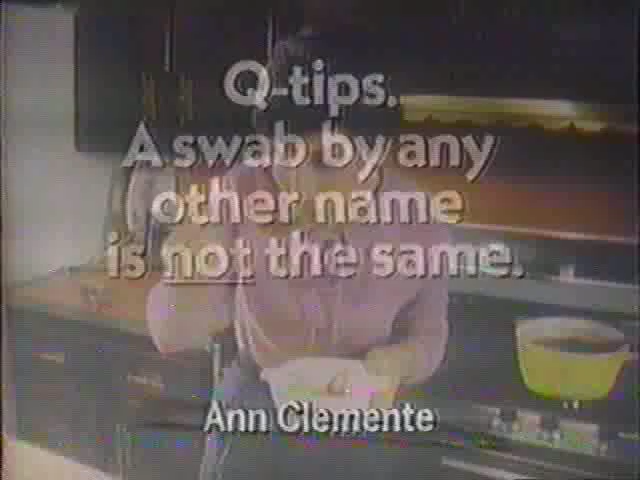 Q-tips..
A swab by any
other name
is not the same.
Ann Clemente